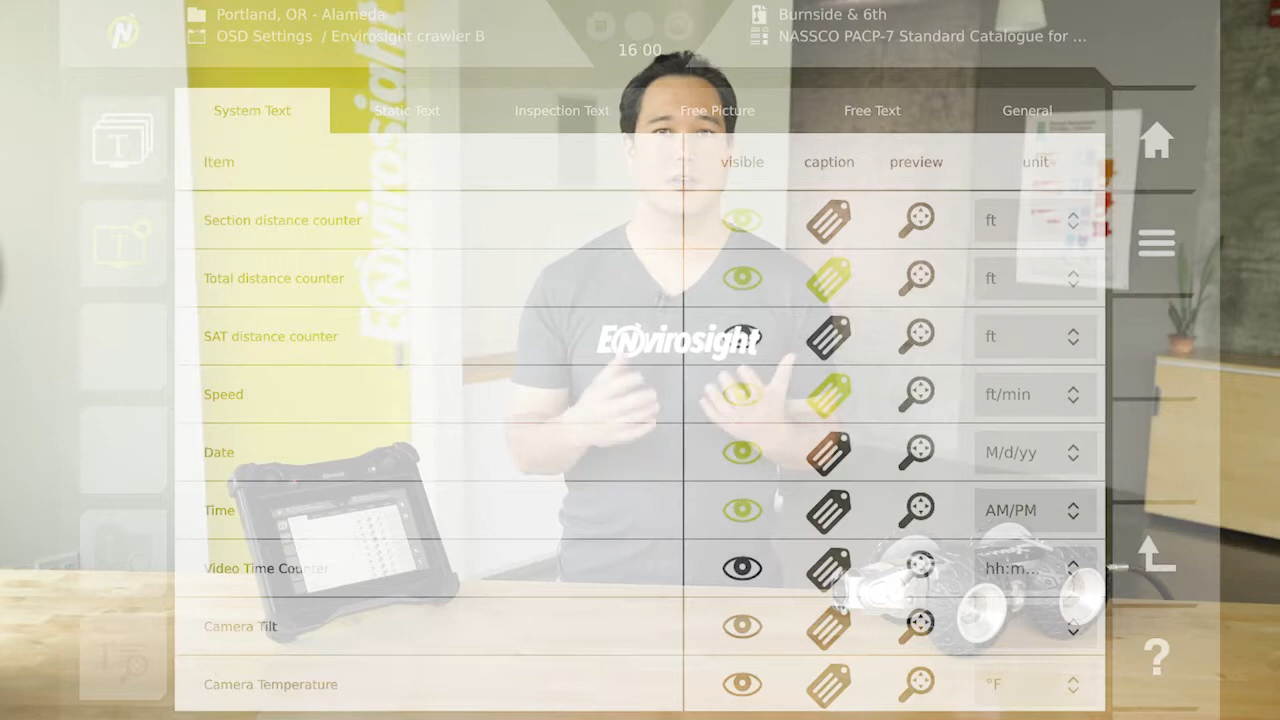 Portland, OR - Alameda
OSD Settings / Envirosight crawler B
16 00
Burnside & 6th
NASSCO PACP-7 Standard Catalogue for ...
System Text
Static Text
Inspection Text
Free Picture
Free Text
General
Item
visible
caption
preview
unit
Section distance counter
ft
Total distance counter
ft
SAT distance counter
ft
Speed
ft/min
Date
M/d/yy
Time
AM/PM
Video Time Counter
hh:m...
Camera Tilt
Camera Temperature
°F
Envirosight
Envirosight